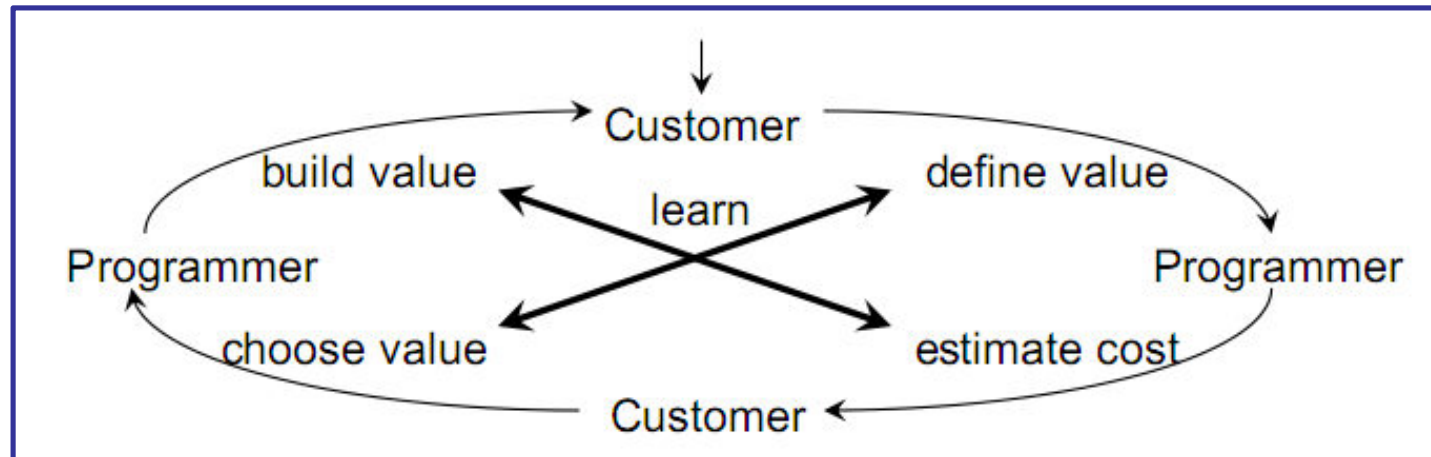 Customer
build value
define value
learn
Programmer
Programmer
choose value
estimate cost
Customer